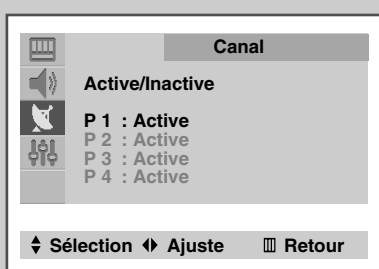 Canal
Active/Inactive
P 1 : Active
P 2 : Active
P 3 : Active
P 4 : Active
Sélection Ajuste Retour